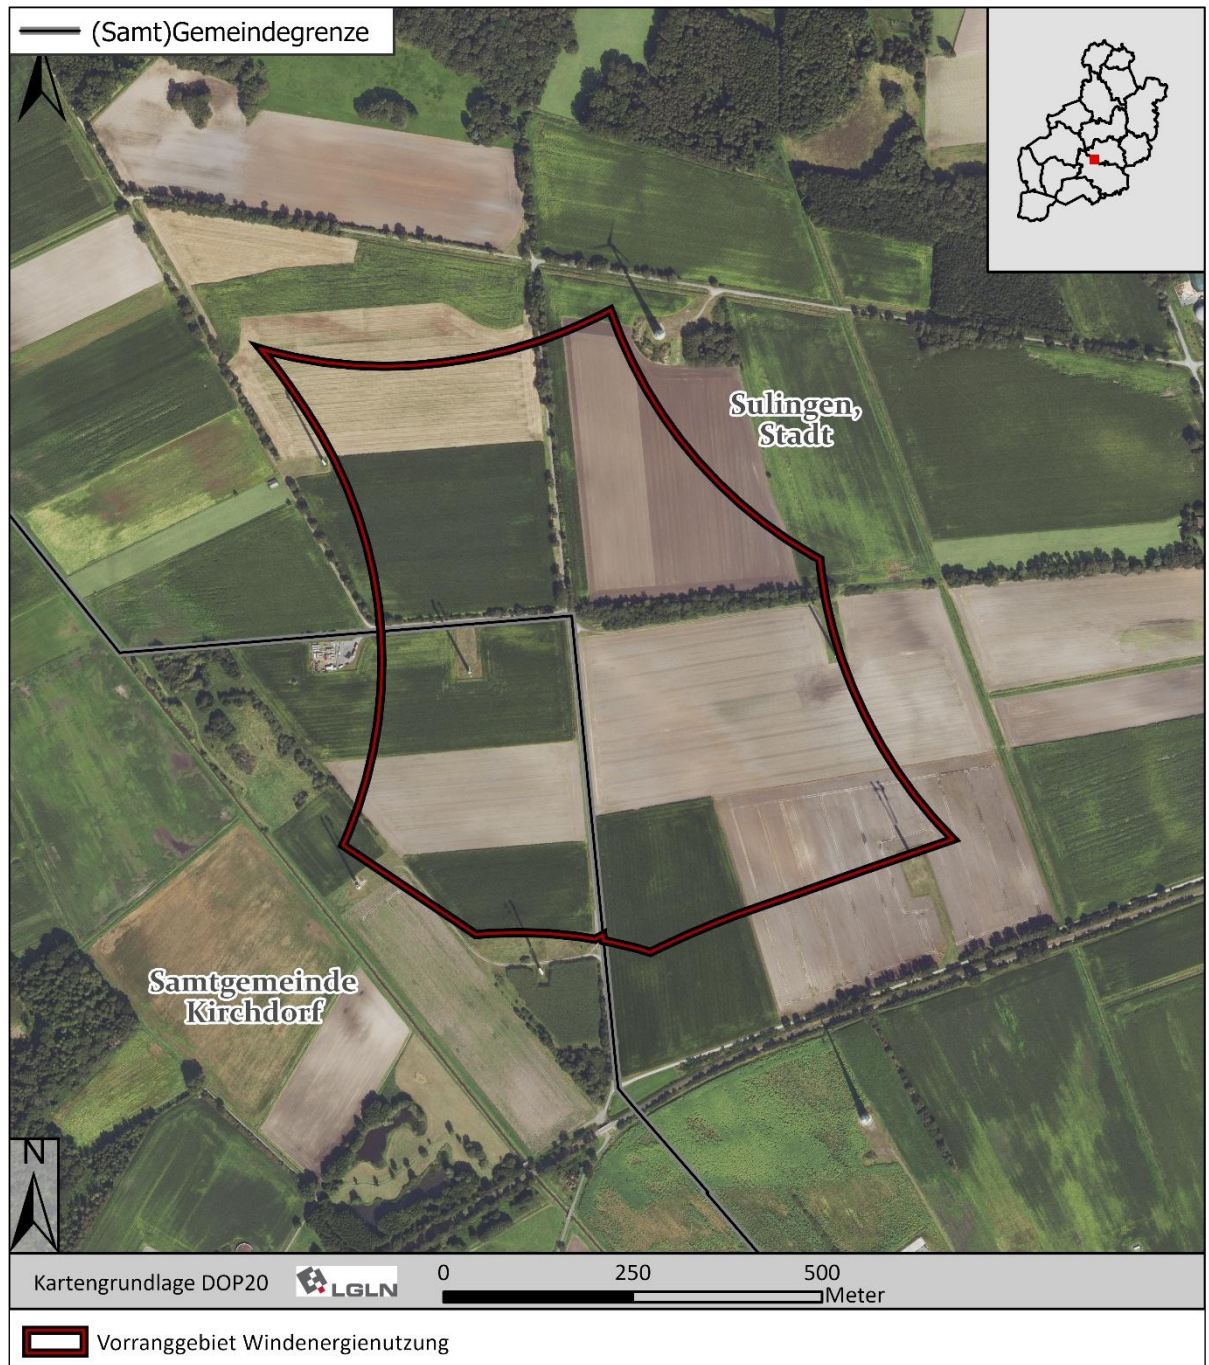 (Samt)Gemeindegrenze
Sulingen,
Stadt
Samtgemeinde
Kirchdorf
N
Kartengrundlage DOP20
LGLN
0 250 500
Meter
Vorranggebiet Windenergienutzung